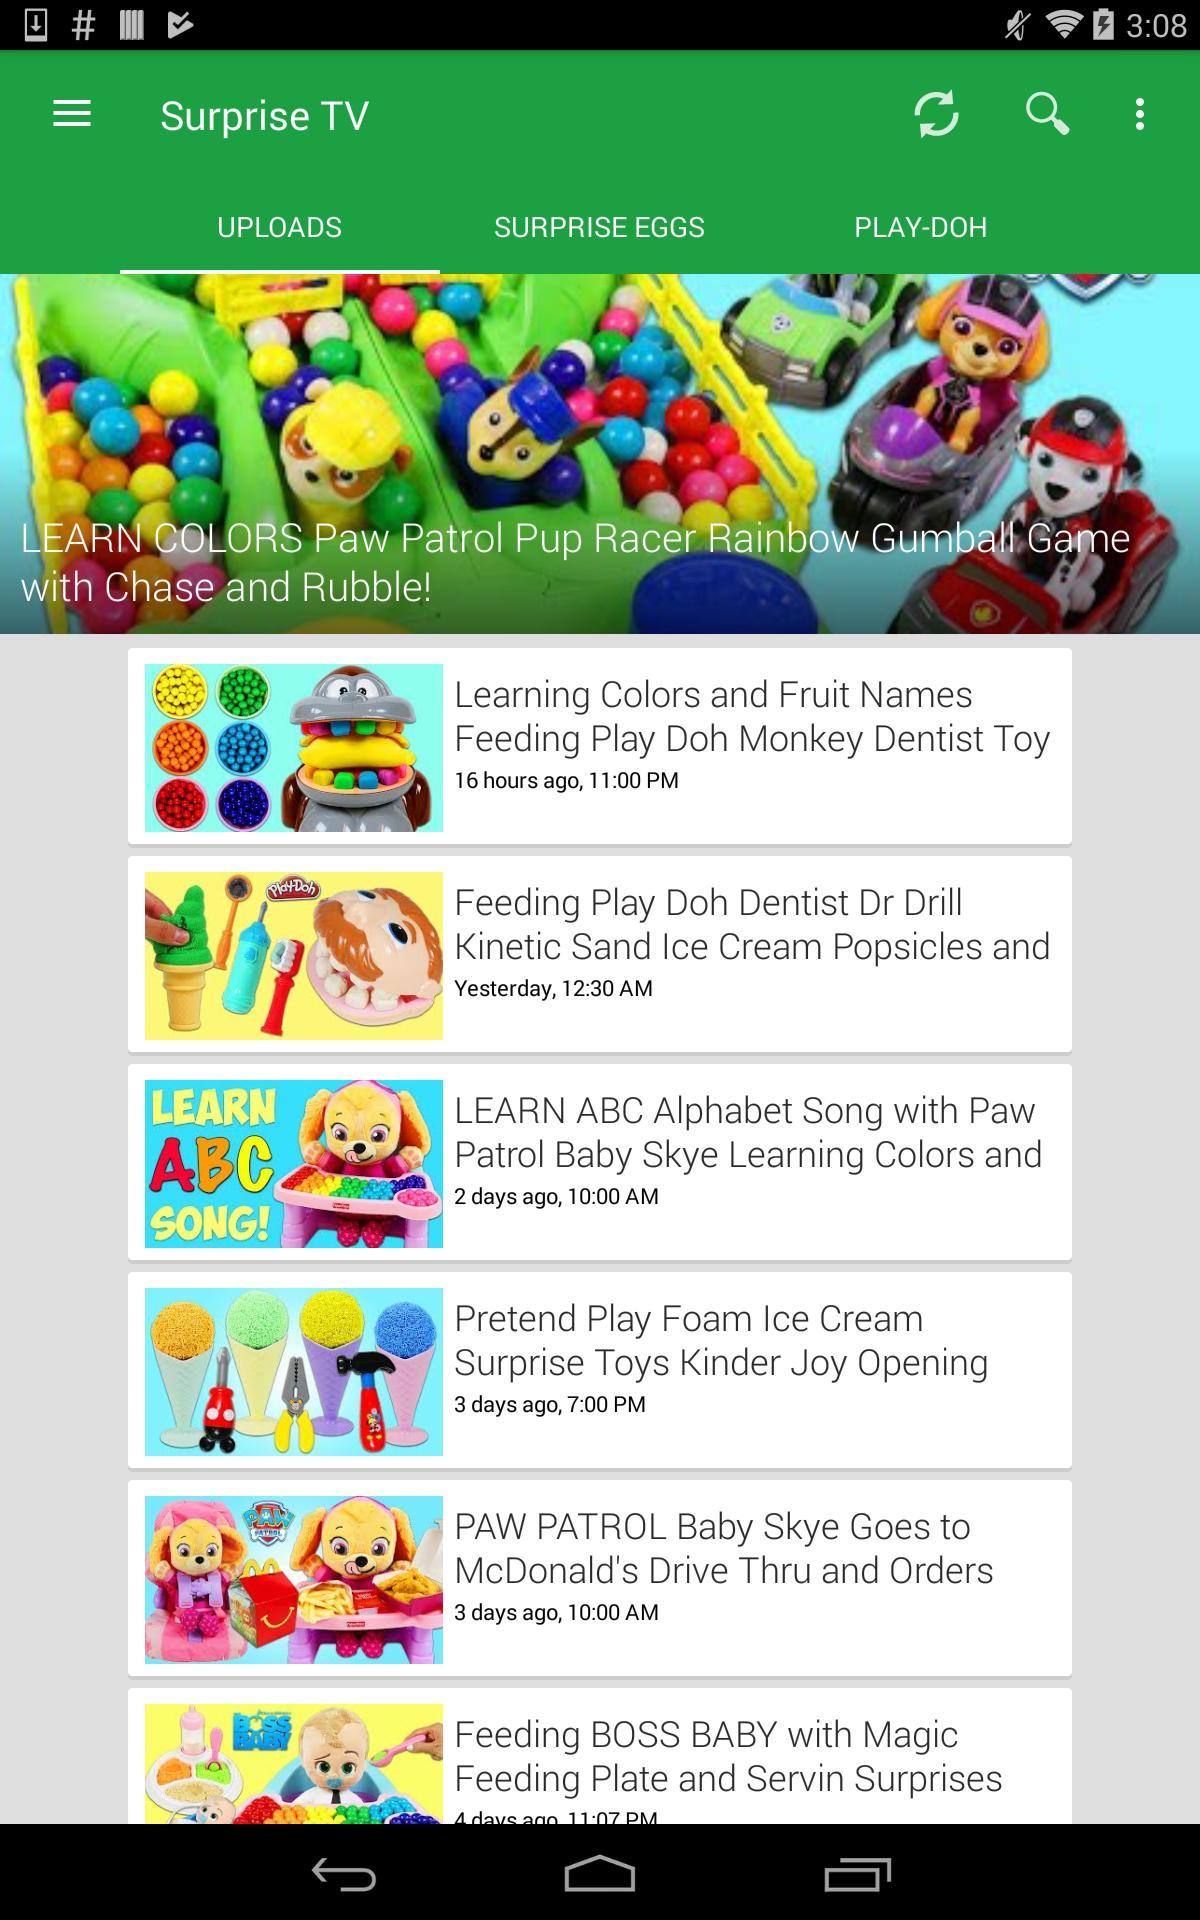 3:08
Surprise TV
UPLOADS
SURPRISE EGGS
PLAY-DOH
LEARN COLORS Paw Patrol Pup Racer Rainbow Gumball Game
with Chase and Rubble!
Learning Colors and Fruit Names
Feeding Play Doh Monkey Dentist Toy
16 hours ago, 11:00 PM
Play-Doh
Feeding Play Doh Dentist Dr Drill
Kinetic Sand Ice Cream Popsicles and
Yesterday, 12:30 AM
LEARN
ABC
SONG!
LEARN ABC Alphabet Song with Paw
Patrol Baby Skye Learning Colors and
2 days ago, 10:00 AM
Pretend Play Foam Ice Cream
Surprise Toys Kinder Joy Opening
3 days ago, 7:00 PM
PAW
PATROL
PAW PATROL Baby Skye Goes to
McDonald's Drive Thru and Orders
3 days ago, 10:00 AM
BOSS
BABY
Feeding BOSS BABY with Magic
Feeding Plate and Servin Surprises
4 days ago, 11:07 PM